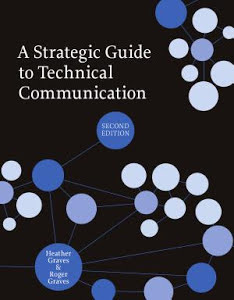 A Strategic Guide
to Technical
Communication
SECOND
EDITION
Heather
Graves
&
Roger
Graves